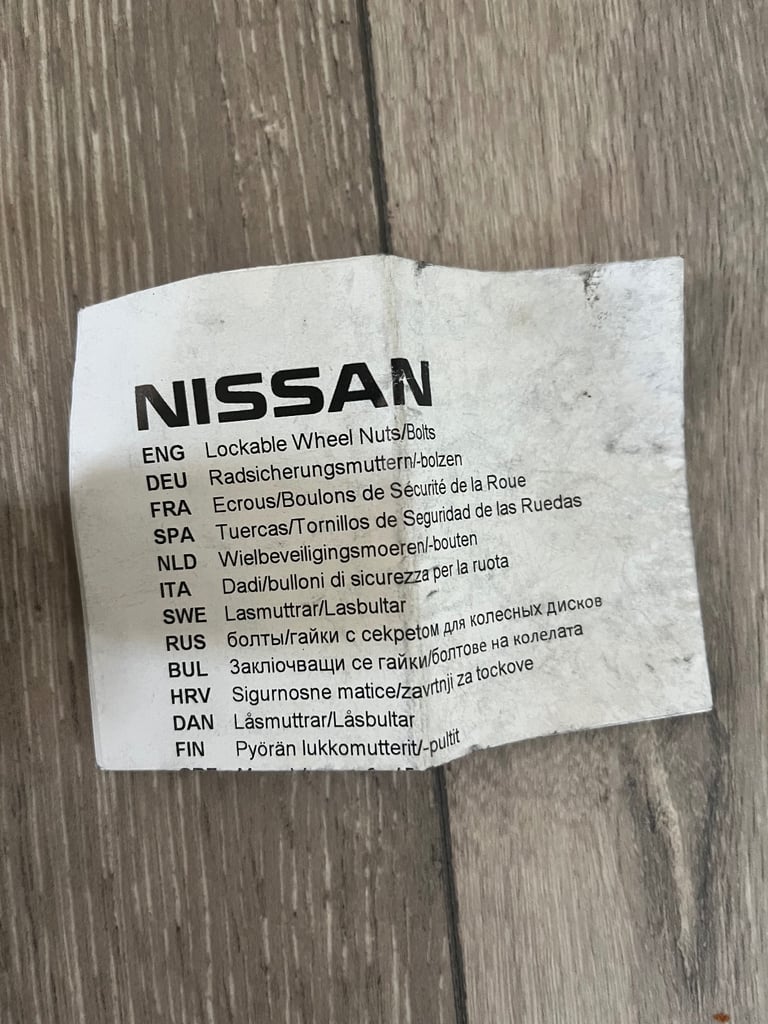 NISSAN
ENG Lockable Wheel Nuts/Bolts
DEU Radsicherungsmuttern/-bolzen
FRA Ecrous/Boulons de Sécurité de la Roue
SPA Tuercas/Tornillos de Seguridad de las Ruedas
NLD Wielbeveiligingsmoeren/-bouten
ITA Dadi/bulloni di sicurezza per la ruota
SWE Lasmuttrar/Lasbultar
RUS болты/гайки с секретом для колесных дисков
BUL Заключващи се гайки/болтове на колелата
HRV Sigurnosne matice/zavrtnji za tockove
DAN Låsmuttrar/Låsbultar
FIN Pyörän lukkomutterit/-pultit